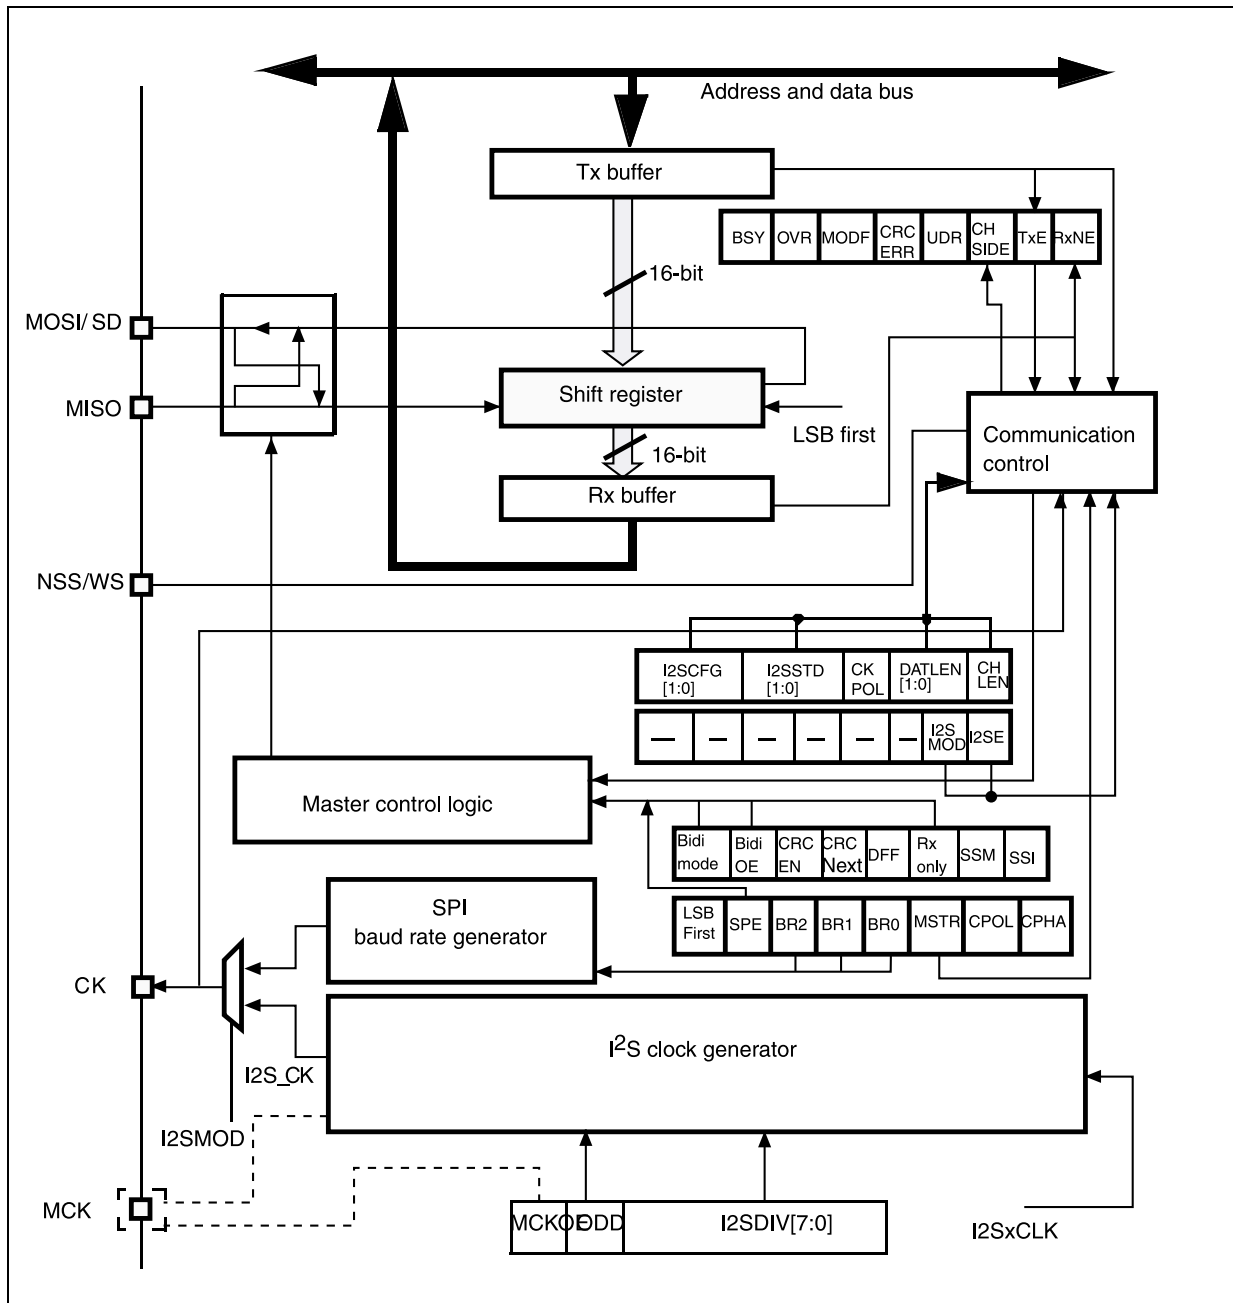 Address and data bus
Tx buffer
BSY
OVR
MODF
CRC
ERR
UDR
CH
SIDE
TxE
RxNE
16-bit
MOSI/ SD
Shift register
MISO
LSB first
Communication
control
16-bit
Rx buffer
NSS/WS
I2SCFG
[1:0]
I2SSTD
[1:0]
CK
POL
DATLEN
[1:0]
CH
LEN
I2S
MOD
I2SE
Master control logic
Bidi
mode
Bidi
OE
CRC
EN
CRC
Next
DFF
Rx
only
SSM
SSI
SPI
baud rate generator
LSB
First
SPE
BR2
BR1
BR0
MSTR
CPOL
CPHA
CK
I2S clock generator
I2S_CK
I2SMOD
MCK
MCKOE
ODD
I2SDIV[7:0]
I2SxCLK